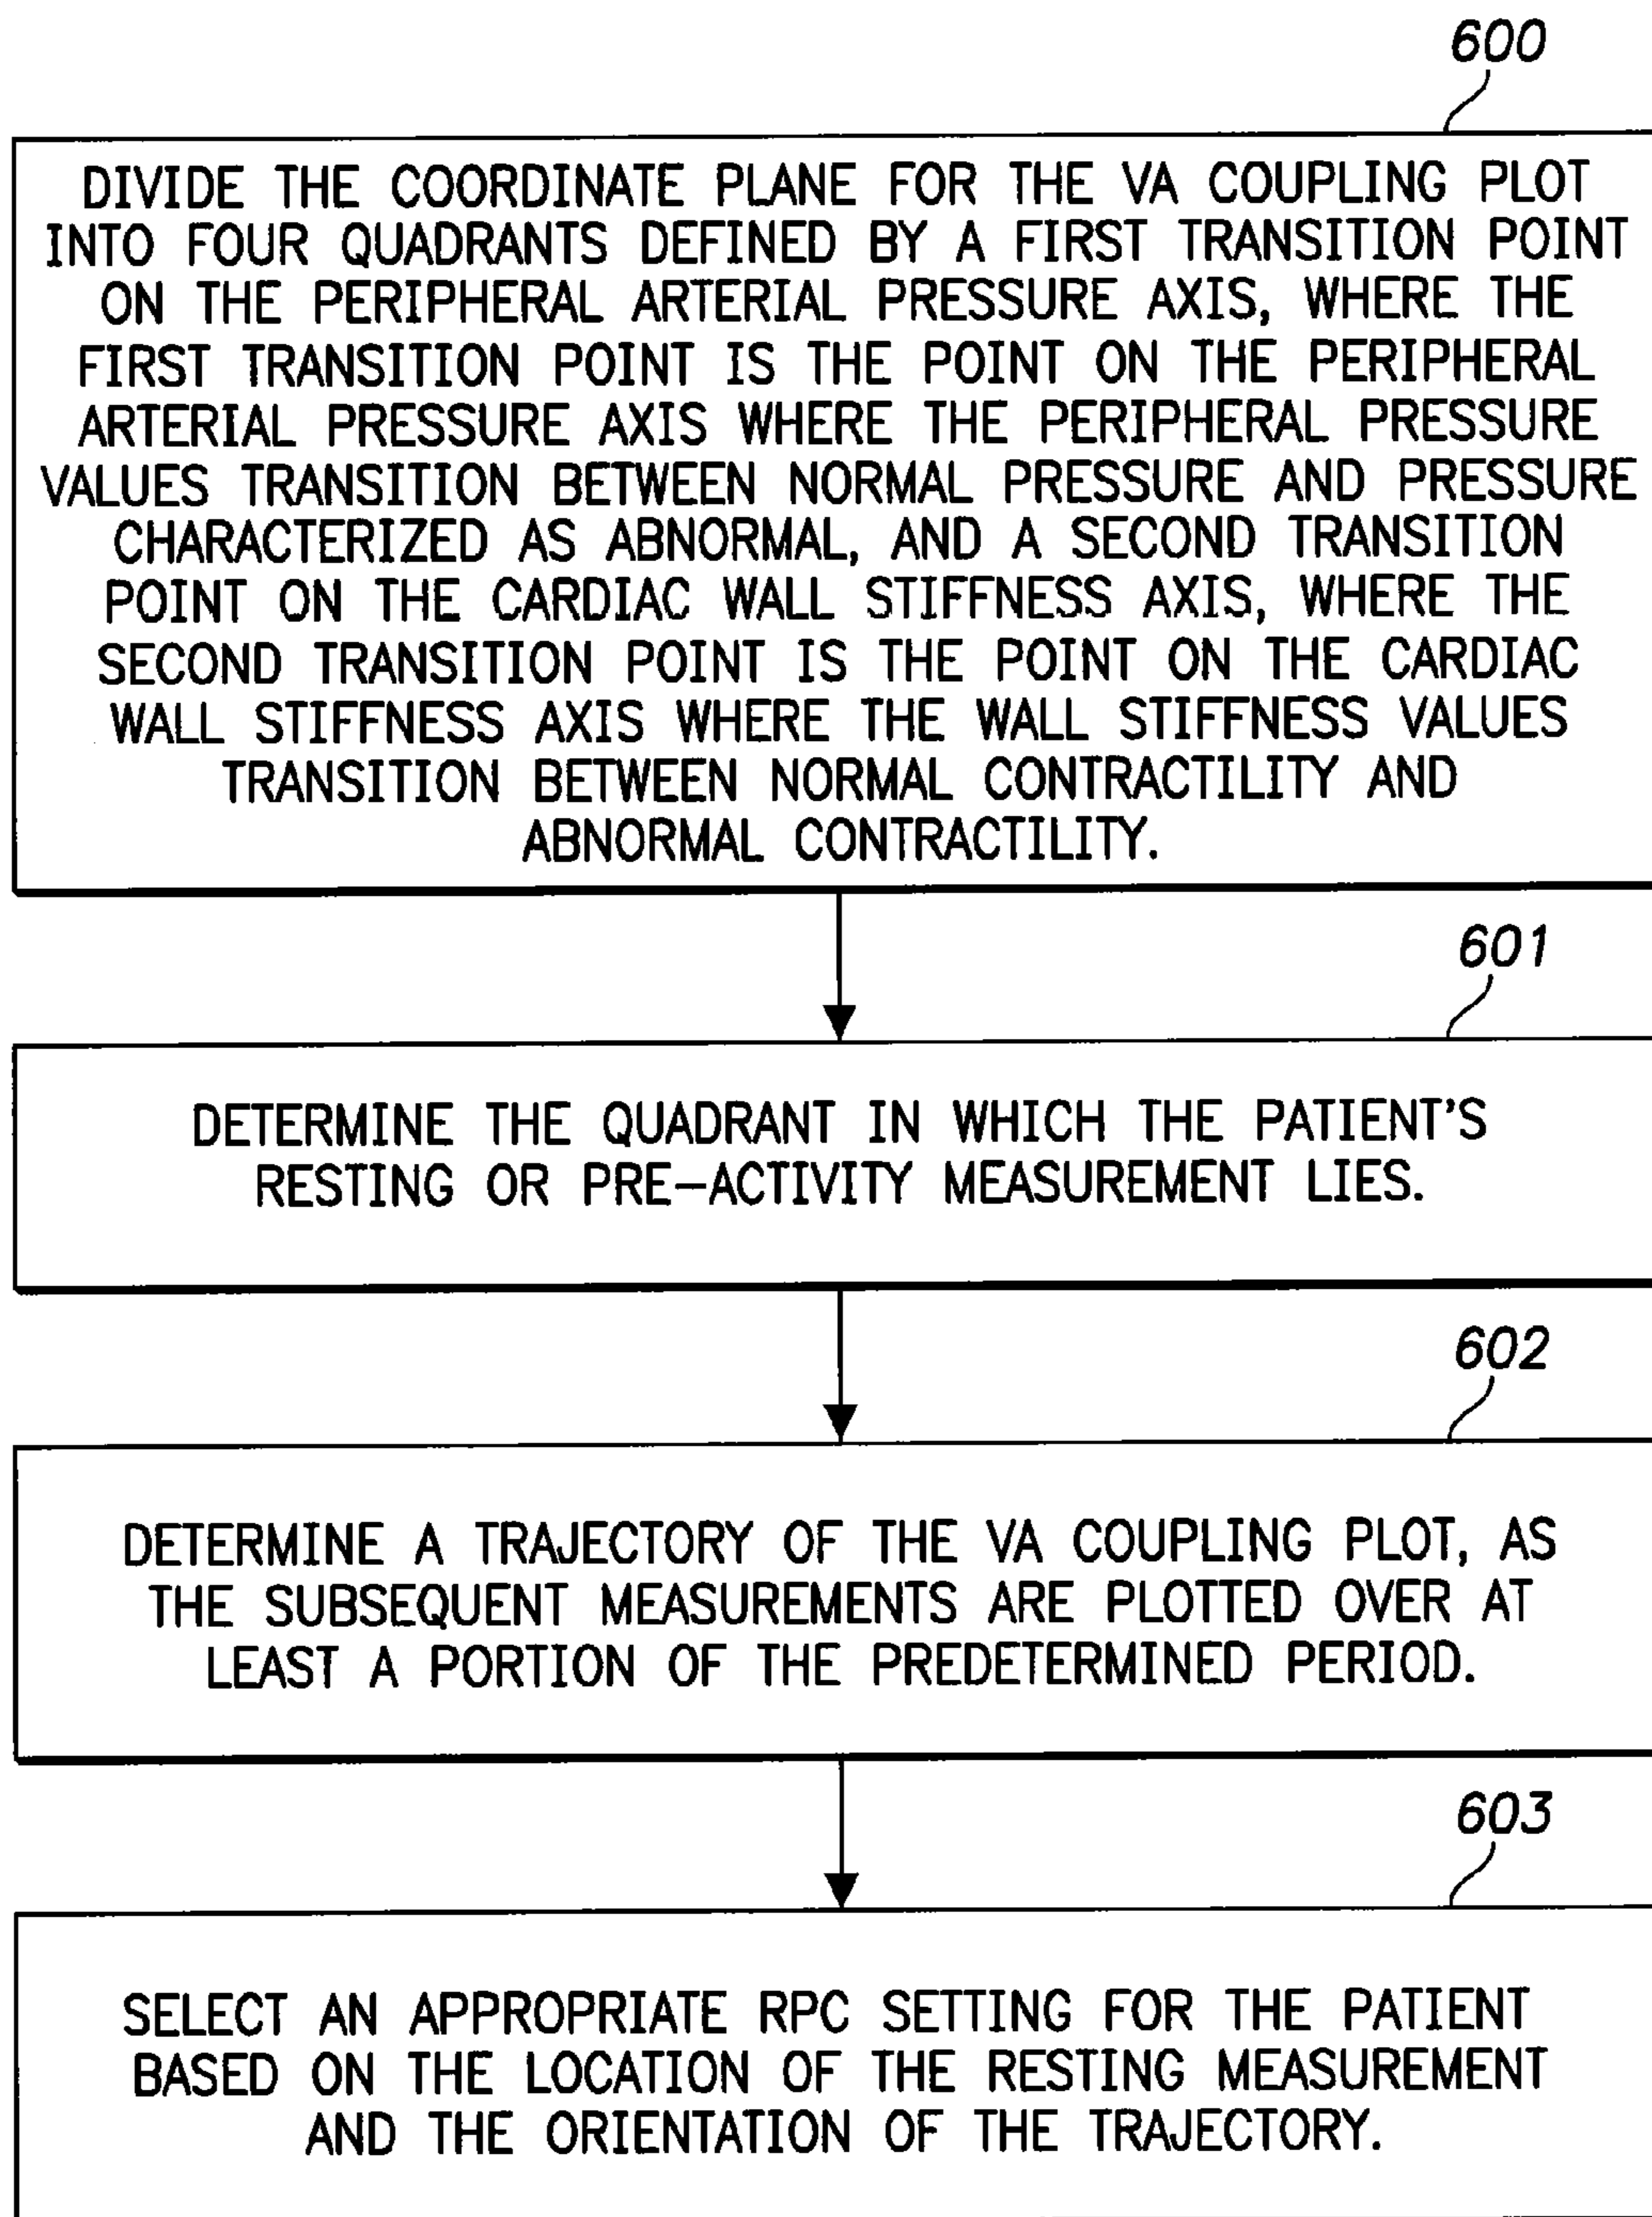 600
DIVIDE THE COORDINATE PLANE FOR THE VA COUPLING PLOT
INTO FOUR QUADRANTS DEFINED BY A FIRST TRANSITION POINT
ON THE PERIPHERAL ARTERIAL PRESSURE AXIS, WHERE THE
FIRST TRANSITION POINT IS THE POINT ON THE PERIPHERAL
ARTERIAL PRESSURE AXIS WHERE THE PERIPHERAL PRESSURE
VALUES TRANSITION BETWEEN NORMAL PRESSURE AND PRESSURE
CHARACTERIZED AS ABNORMAL, AND A SECOND TRANSITION
POINT ON THE CARDIAC WALL STIFFNESS AXIS, WHERE THE
SECOND TRANSITION POINT IS THE POINT ON THE CARDIAC
WALL STIFFNESS AXIS WHERE THE WALL STIFFNESS VALUES
TRANSITION BETWEEN NORMAL CONTRACTILITY AND
ABNORMAL CONTRACTILITY.
601
DETERMINE THE QUADRANT IN WHICH THE PATIENT'S
RESTING OR PRE-ACTIVITY MEASUREMENT LIES.
602
DETERMINE A TRAJECTORY OF THE VA COUPLING PLOT, AS
THE SUBSEQUENT MEASUREMENTS ARE PLOTTED OVER AT
LEAST A PORTION OF THE PREDETERMINED PERIOD.
603
SELECT AN APPROPRIATE RPC SETTING FOR THE PATIENT
BASED ON THE LOCATION OF THE RESTING MEASUREMENT
AND THE ORIENTATION OF THE TRAJECTORY.